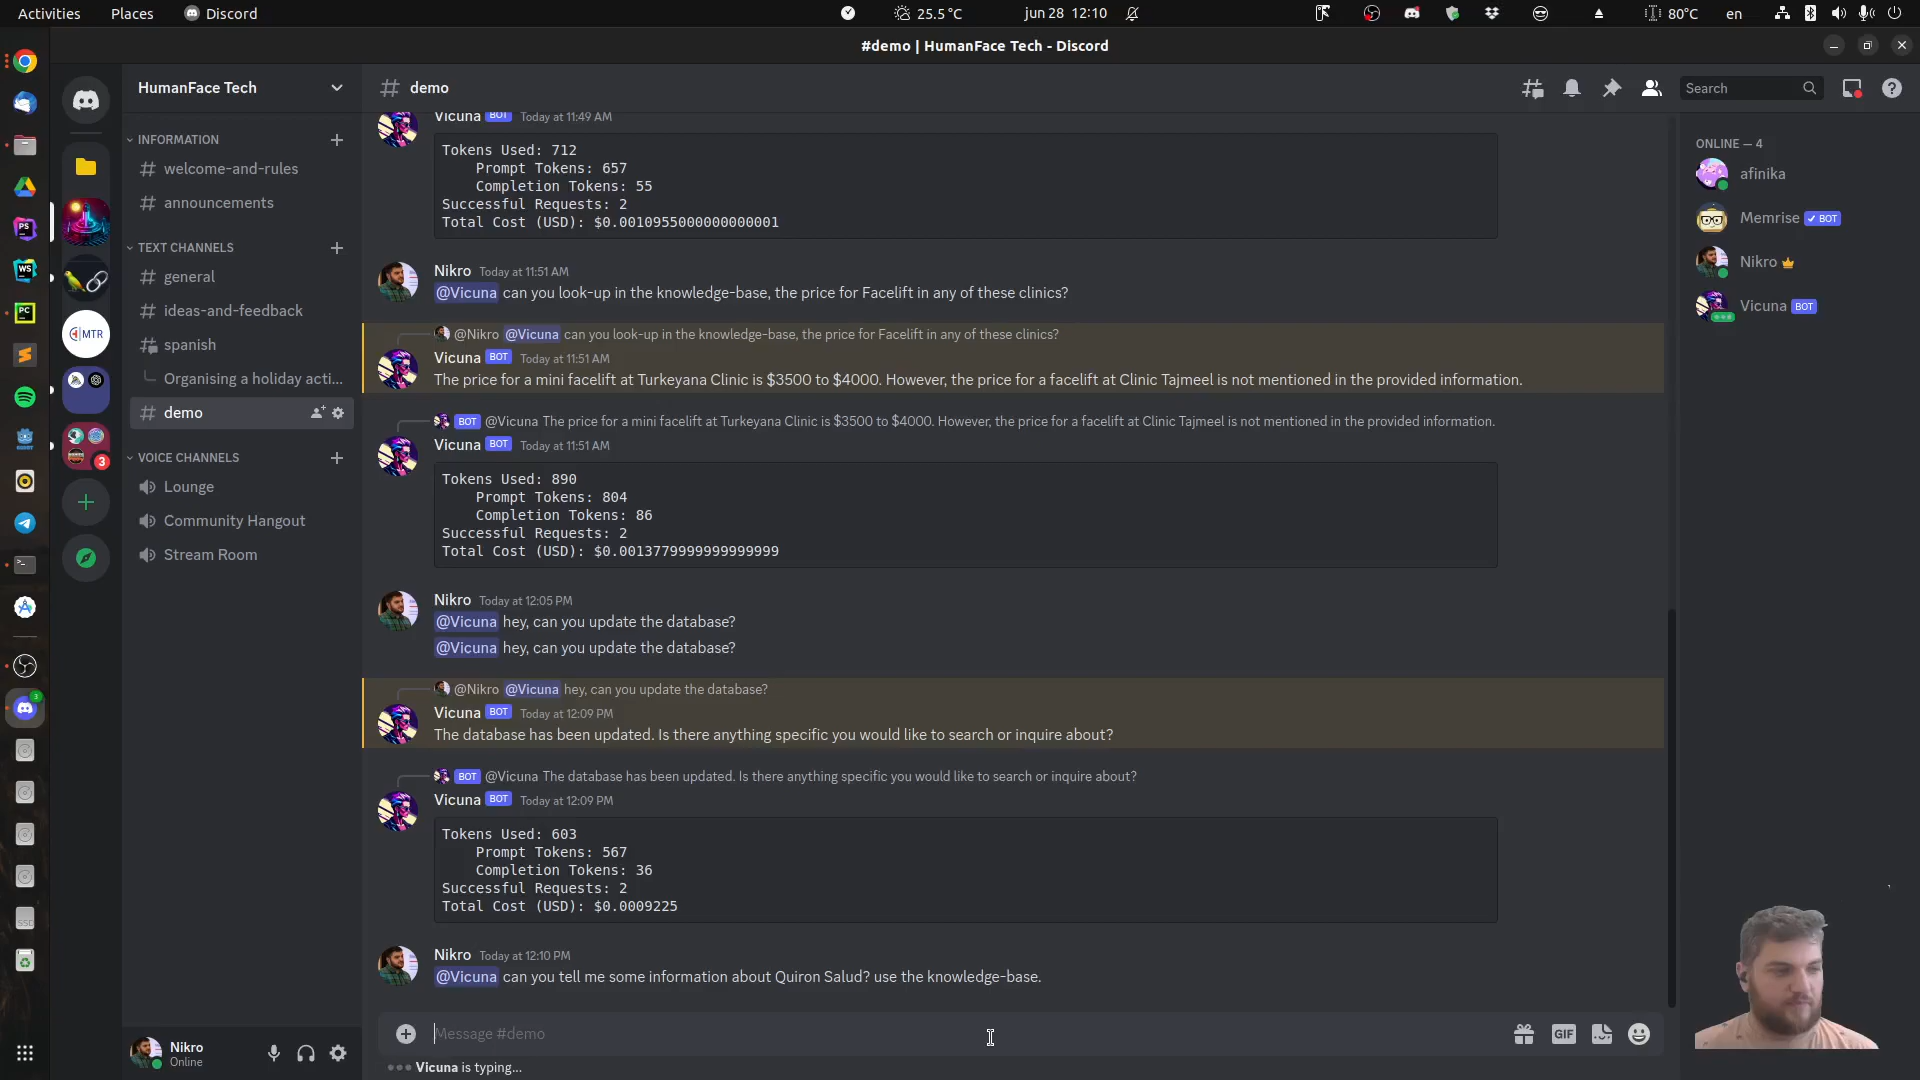 Activities
Places
Discord
25.5 °C
jun 28 12:10
80°C
en
#demo | HumanFace Tech - Discord
HumanFace Tech
demo
Search
INFORMATION
welcome-and-rules
announcements
TEXT CHANNELS
general
ideas-and-feedback
spanish
Organising a holiday acti...
demo
VOICE CHANNELS
Lounge
Community Hangout
Stream Room
MTR
3
3
PS
WS
PC
SSD
Nikro
Online
Vicuna BOT Today at 11:49 AM
Tokens Used: 712
Prompt Tokens: 657
Completion Tokens: 55
Successful Requests: 2
Total Cost (USD): $0.0010955000000000001
Nikro Today at 11:51 AM
@Vicuna can you look-up in the knowledge-base, the price for Facelift in any of these clinics?
@Nikro @Vicuna can you look-up in the knowledge-base, the price for Facelift in any of these clinics?
Vicuna BOT Today at 11:51 AM
The price for a mini facelift at Turkeyana Clinic is $3500 to $4000. However, the price for a facelift at Clinic Tajmeel is not mentioned in the provided information.
BOT @Vicuna The price for a mini facelift at Turkeyana Clinic is $3500 to $4000. However, the price for a facelift at Clinic Tajmeel is not mentioned in the provided information.
Vicuna BOT Today at 11:51 AM
Tokens Used: 890
Prompt Tokens: 804
Completion Tokens: 86
Successful Requests: 2
Total Cost (USD): $0.0013779999999999999
Nikro Today at 12:05 PM
@Vicuna hey, can you update the database?
@Vicuna hey, can you update the database?
@Nikro @Vicuna hey, can you update the database?
Vicuna BOT Today at 12:09 PM
The database has been updated. Is there anything specific you would like to search or inquire about?
BOT @Vicuna The database has been updated. Is there anything specific you would like to search or inquire about?
Vicuna BOT Today at 12:09 PM
Tokens Used: 603
Prompt Tokens: 567
Completion Tokens: 36
Successful Requests: 2
Total Cost (USD): $0.0009225
Nikro Today at 12:10 PM
@Vicuna can you tell me some information about Quiron Salud? use the knowledge-base.
Message #demo
GIF
Vicuna is typing...
ONLINE — 4
afinika
Memrise BOT
Nikro
Vicuna BOT